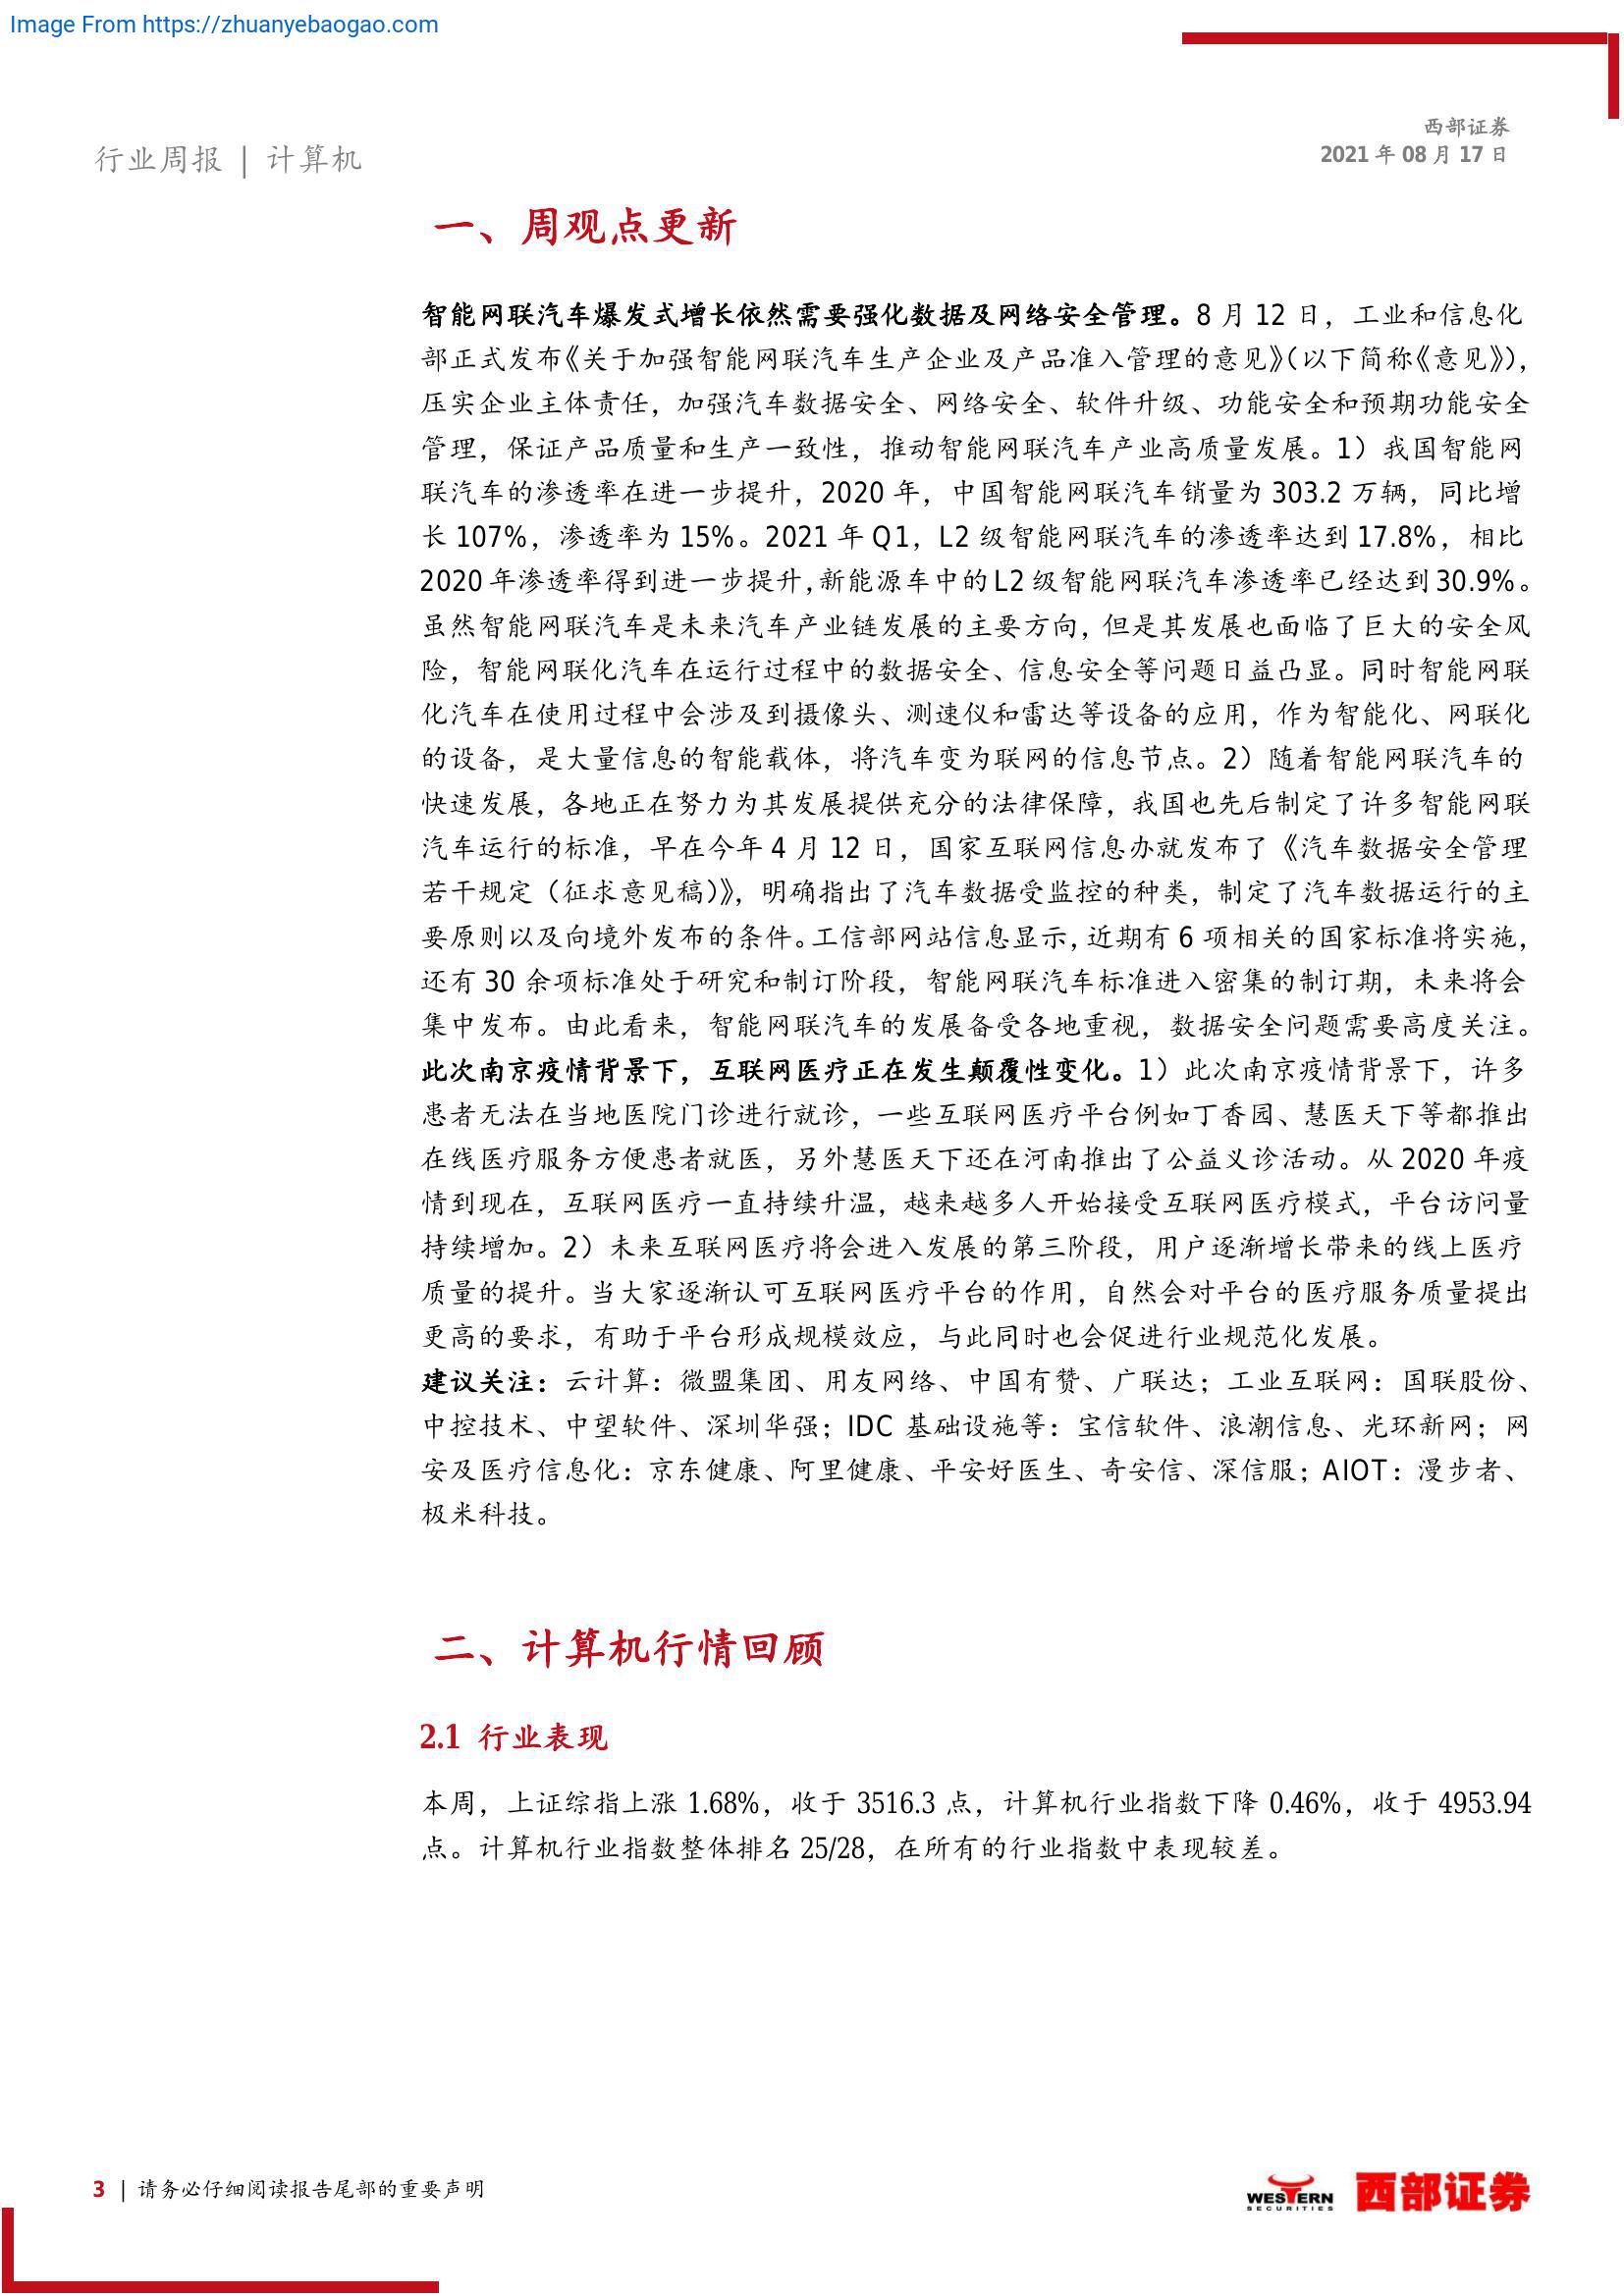 Image From https://zhuanyebaogao.com
西部证券
行业周报 | 计算机
2021 年 08 月 17 日
一、周观点更新
智能网联汽车爆发式增长依然需要强化数据及网络安全管理。8 月 12 日，工业和信息化
部正式发布《关于加强智能网联汽车生产企业及产品准入管理的意见》（以下简称《意见》），
压实企业主体责任，加强汽车数据安全、网络安全、软件升级、功能安全和预期功能安全
管理，保证产品质量和生产一致性，推动智能网联汽车产业高质量发展。1）我国智能网
联汽车的渗透率在进一步提升，2020 年，中国智能网联汽车销量为 303.2 万辆，同比增
长 107%，渗透率为 15%。2021 年 Q1，L2 级智能网联汽车的渗透率达到 17.8%，相比
2020 年渗透率得到进一步提升，新能源车中的 L2 级智能网联汽车渗透率已经达到 30.9%。
虽然智能网联汽车是未来汽车产业链发展的主要方向，但是其发展也面临了巨大的安全风
险，智能网联化汽车在运行过程中的数据安全、信息安全等问题日益凸显。同时智能网联
化汽车在使用过程中会涉及到摄像头、测速仪和雷达等设备的应用，作为智能化、网联化
的设备，是大量信息的智能载体，将汽车变为联网的信息节点。2）随着智能网联汽车的
快速发展，各地正在努力为其发展提供充分的法律保障，我国也先后制定了许多智能网联
汽车运行的标准，早在今年 4 月 12 日，国家互联网信息办就发布了《汽车数据安全管理
若干规定（征求意见稿）》，明确指出了汽车数据受监控的种类，制定了汽车数据运行的主
要原则以及向境外发布的条件。工信部网站信息显示，近期有 6 项相关的国家标准将实施，
还有 30 余项标准处于研究和制订阶段，智能网联汽车标准进入密集的制订期，未来将会
集中发布。由此看来，智能网联汽车的发展备受各地重视，数据安全问题需要高度关注。
此次南京疫情背景下，互联网医疗正在发生颠覆性变化。1）此次南京疫情背景下，许多
患者无法在当地医院门诊进行就诊，一些互联网医疗平台例如丁香园、慧医天下等都推出
在线医疗服务方便患者就医，另外慧医天下还在河南推出了公益义诊活动。从 2020 年疫
情到现在，互联网医疗一直持续升温，越来越多人开始接受互联网医疗模式，平台访问量
持续增加。2）未来互联网医疗将会进入发展的第三阶段，用户逐渐增长带来的线上医疗
质量的提升。当大家逐渐认可互联网医疗平台的作用，自然会对平台的医疗服务质量提出
更高的要求，有助于平台形成规模效应，与此同时也会促进行业规范化发展。
建议关注：云计算：微盟集团、用友网络、中国有赞、广联达；工业互联网：国联股份、
中控技术、中望软件、深圳华强；IDC 基础设施等：宝信软件、浪潮信息、光环新网；网
安及医疗信息化：京东健康、阿里健康、平安好医生、奇安信、深信服；AIOT：漫步者、
极米科技。
二、计算机行情回顾
2.1 行业表现
本周，上证综指上涨 1.68%，收于 3516.3 点，计算机行业指数下降 0.46%，收于 4953.94
点。计算机行业指数整体排名 25/28，在所有的行业指数中表现较差。
3 | 请务必仔细阅读报告尾部的重要声明
WESTERN
SECURITIES
西部证券